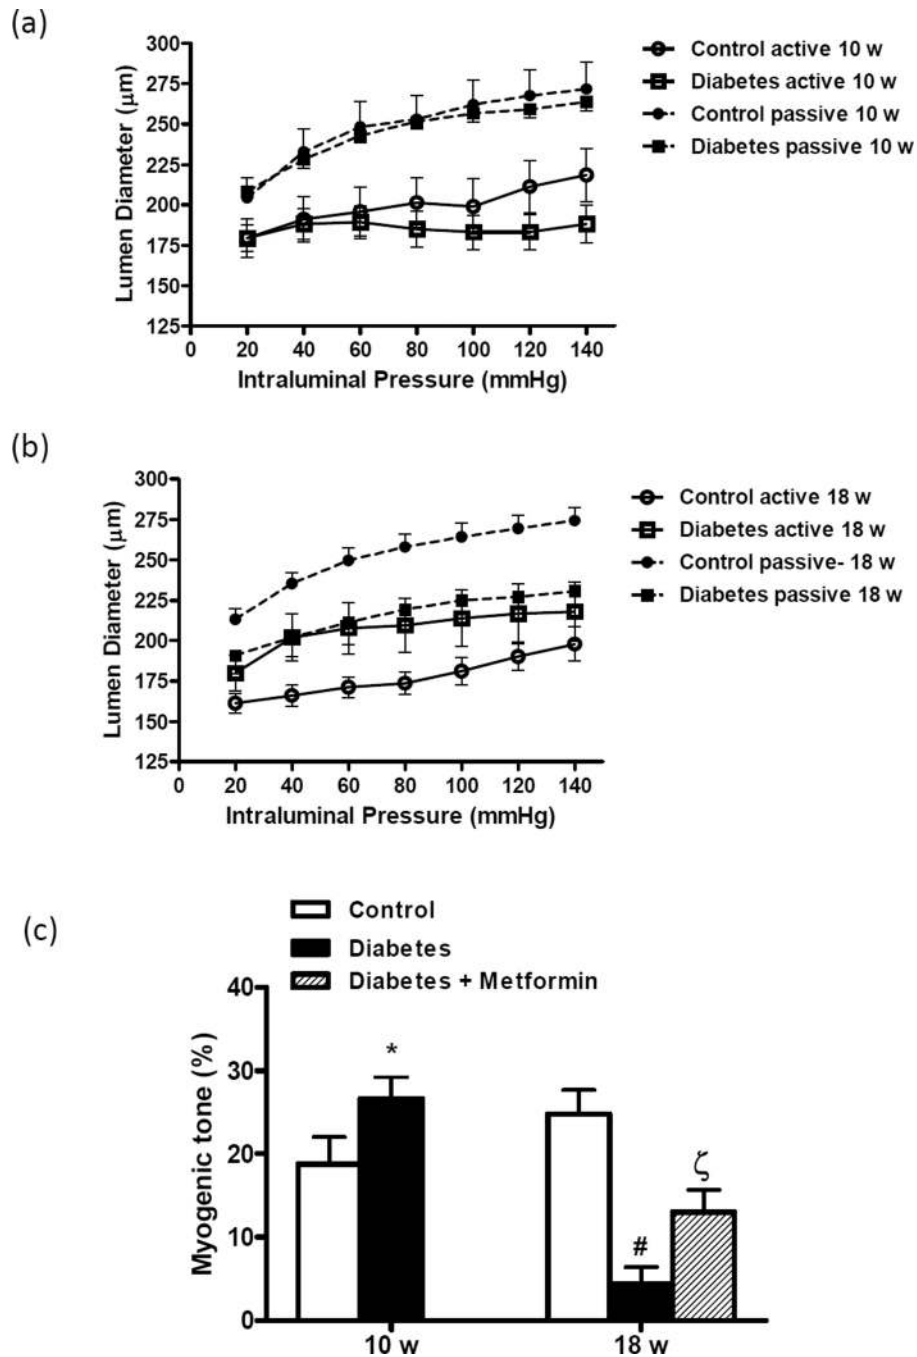 (a)
300
275
250
225
200
175
150
125
Lumen Diameter (μm)
0 20 40 60 80 100 120 140
Intraluminal Pressure (mmHg)
Control active 10 w
Diabetes active 10 w
Control passive 10 w
Diabetes passive 10 w
(b)
300
275
250
225
200
175
150
125
Lumen Diameter (μm)
0 20 40 60 80 100 120 140
Intraluminal Pressure (mmHg)
Control active 18 w
Diabetes active 18 w
Control passive- 18 w
Diabetes passive 18 w
(c)
Control
Diabetes
Diabetes + Metformin
40
30
20
10
0
Myogenic tone (%)
*
#
ζ
10 w 18 w